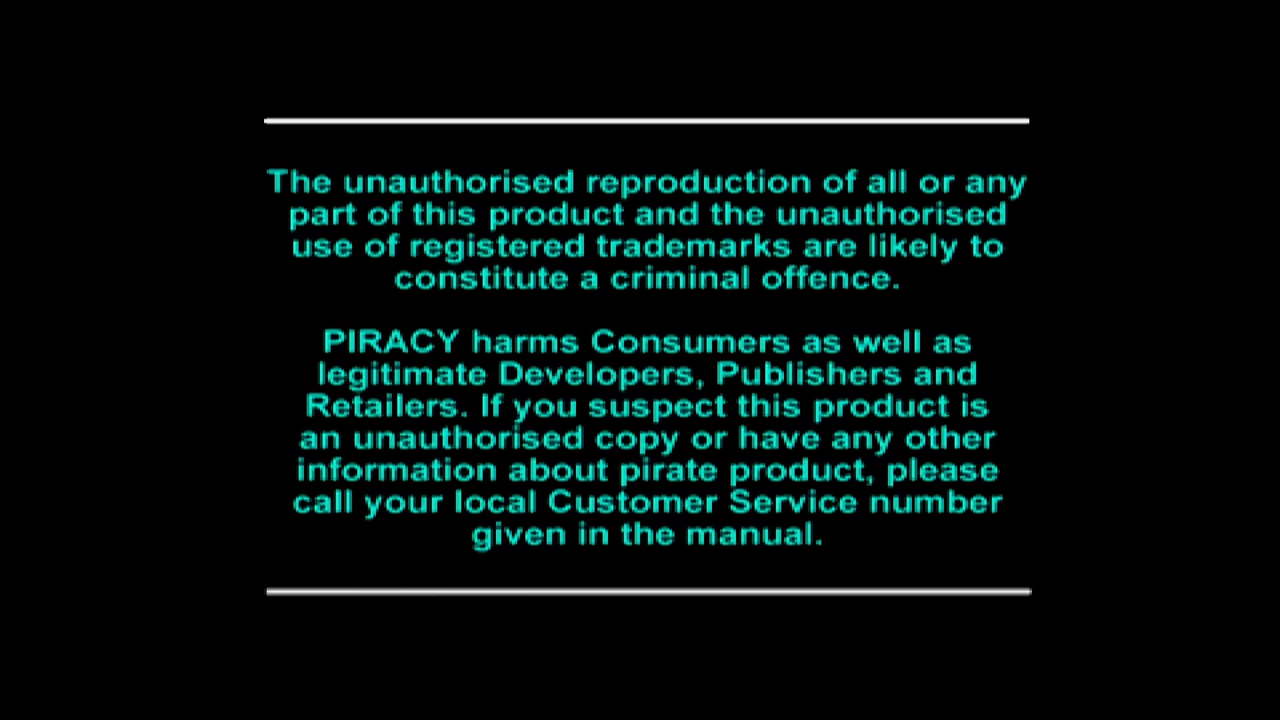 The unauthorised reproduction of all or any
part of this product and the unauthorised
use of registered trademarks are likely to
constitute a criminal offence.
PIRACY harms Consumers as well as
legitimate Developers, Publishers and
Retailers. If you suspect this product is
an unauthorised copy or have any other
information about pirate product, please
call your local Customer Service number
given in the manual.